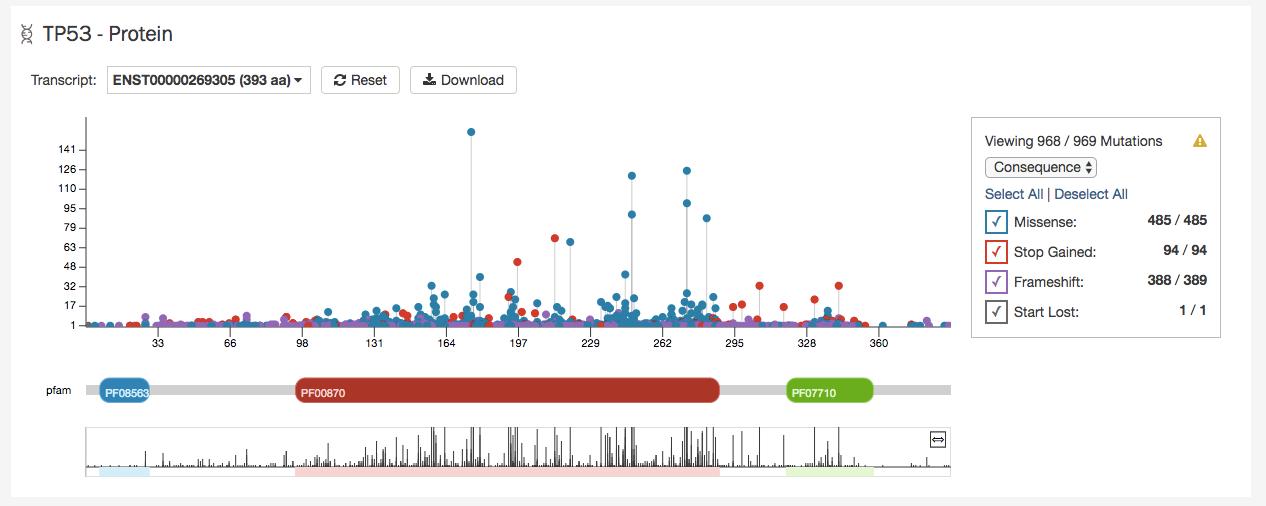 TP53 - Protein
Transcript: ENST00000269305 (393 aa) Reset Download
Viewing 968 / 969 Mutations
Consequence
Select All | Deselect All
Missense: 485 / 485
Stop Gained: 94 / 94
Frameshift: 388 / 389
Start Lost: 1 / 1
141
126
110
95
79
63
48
32
17
1
33 66 98 131 164 197 229 262 295 328 360
pfam PF08563 PF00870 PF07710